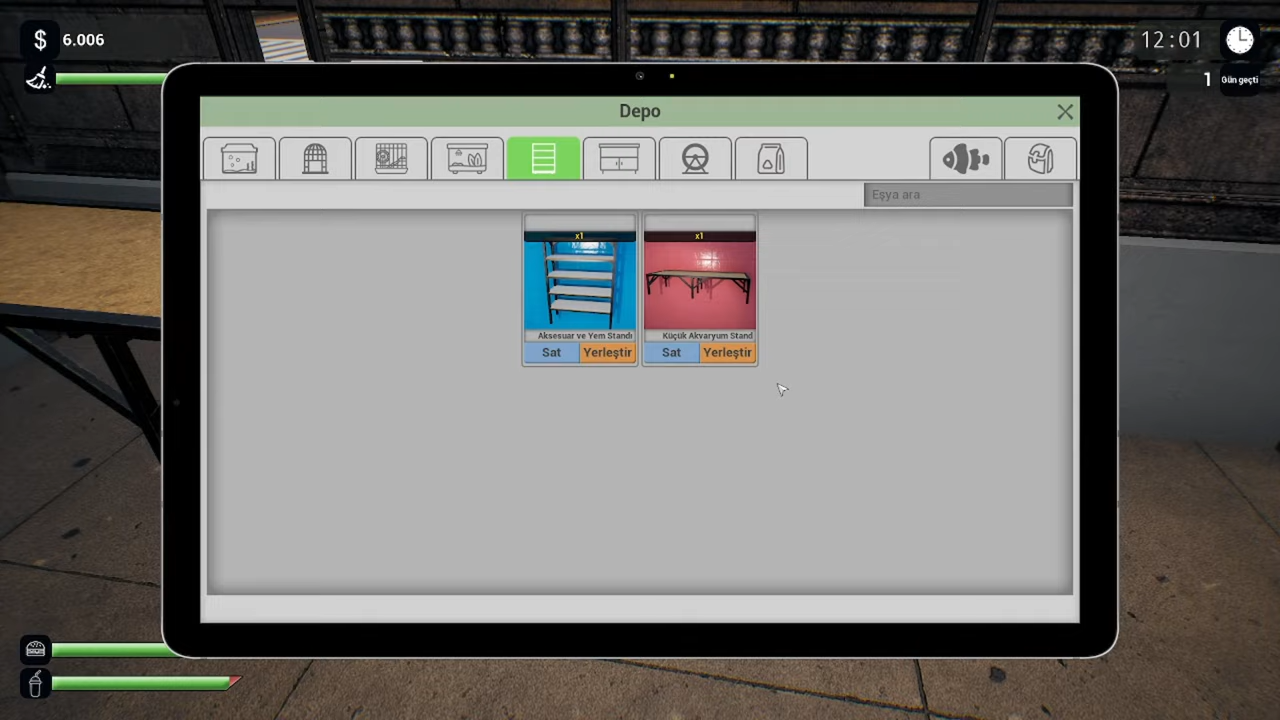 $ 6.006
12:01
1 Gün geçti
Depo
Eşya ara
x1
x1
Aksesuar ve Yem Standı
Küçük Akvaryum Stand
Sat Yerleştir
Sat Yerleştir